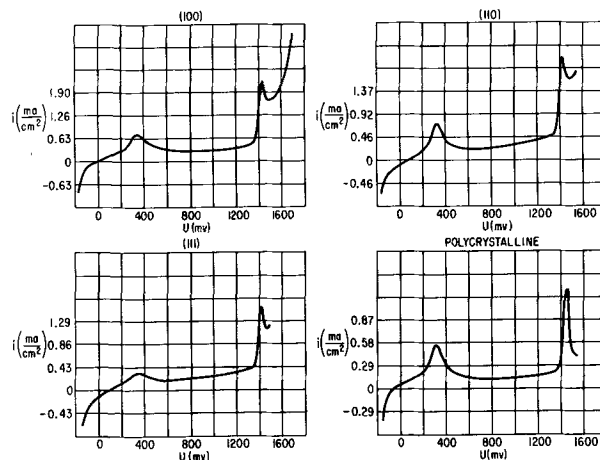 (100)
1.90
1.26
0.63
0
-0.63
i(ma/cm²)
0 400 800 1200 1600
U(mv)
(110)
1.37
0.92
0.46
0
-0.46
i(ma/cm²)
0 400 800 1200 1600
U(mv)
(111)
1.29
0.86
0.43
0
-0.43
i(ma/cm²)
0 400 800 1200 1600
U(mv)
POLYCRYSTALLINE
0.87
0.58
0.29
0
-0.29
i(ma/cm²)
0 400 800 1200 1600
U(mv)